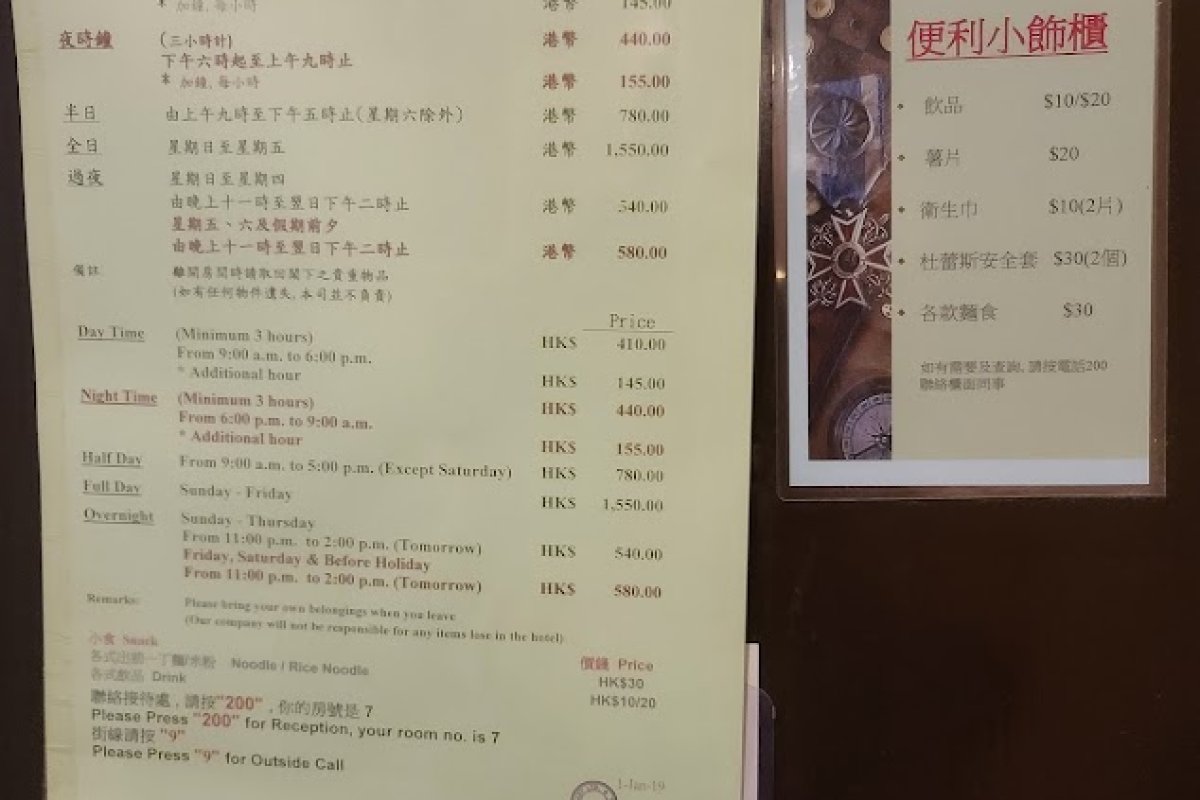 * 加鐘, 每小時 港幣 145.00
夜時鐘 (三小時計) 港幣 440.00
下午六時起至上午九時止
* 加鐘, 每小時 港幣 155.00
半日 由上午九時至下午五時止(星期六除外) 港幣 780.00
全日 星期日至星期五 港幣 1,550.00
過夜 星期日至星期四
由晚上十一時至翌日下午二時止 港幣 540.00
星期五、六及假期前夕
由晚上十一時至翌日下午二時止 港幣 580.00
備註 離開房間時請取回閣下之貴重物品
(如有任何物件遺失, 本司並不負責)
Price
Day Time (Minimum 3 hours) HK$ 410.00
From 9:00 a.m. to 6:00 p.m.
* Additional hour HK$ 145.00
Night Time (Minimum 3 hours) HK$ 440.00
From 6:00 p.m. to 9:00 a.m.
* Additional hour HK$ 155.00
Half Day From 9:00 a.m. to 5:00 p.m. (Except Saturday) HK$ 780.00
Full Day Sunday - Friday HK$ 1,550.00
Overnight Sunday - Thursday
From 11:00 p.m. to 2:00 p.m. (Tomorrow) HK$ 540.00
Friday, Saturday & Before Holiday
From 11:00 p.m. to 2:00 p.m. (Tomorrow) HK$ 580.00
Remarks: Please bring your own belongings when you leave
(Our company will not be responsible for any items lose in the hotel)
小食 Snack 價錢 Price
各式出前一丁麵/米粉 Noodle / Rice Noodle HK$30
各式飲品 Drink HK$10/20
聯絡接待處, 請按"200", 你的房號是 7
Please Press "200" for Reception, your room no. is 7
街線請按 "9"
Please Press "9" for Outside Call
1-Jan-19
便利小飾櫃
• 飲品 $10/$20
• 薯片 $20
• 衛生巾 $10(2片)
• 杜蕾斯安全套 $30(2個)
• 各款麵食 $30
如有需要及查詢, 請按電話200
聯絡櫃面同事